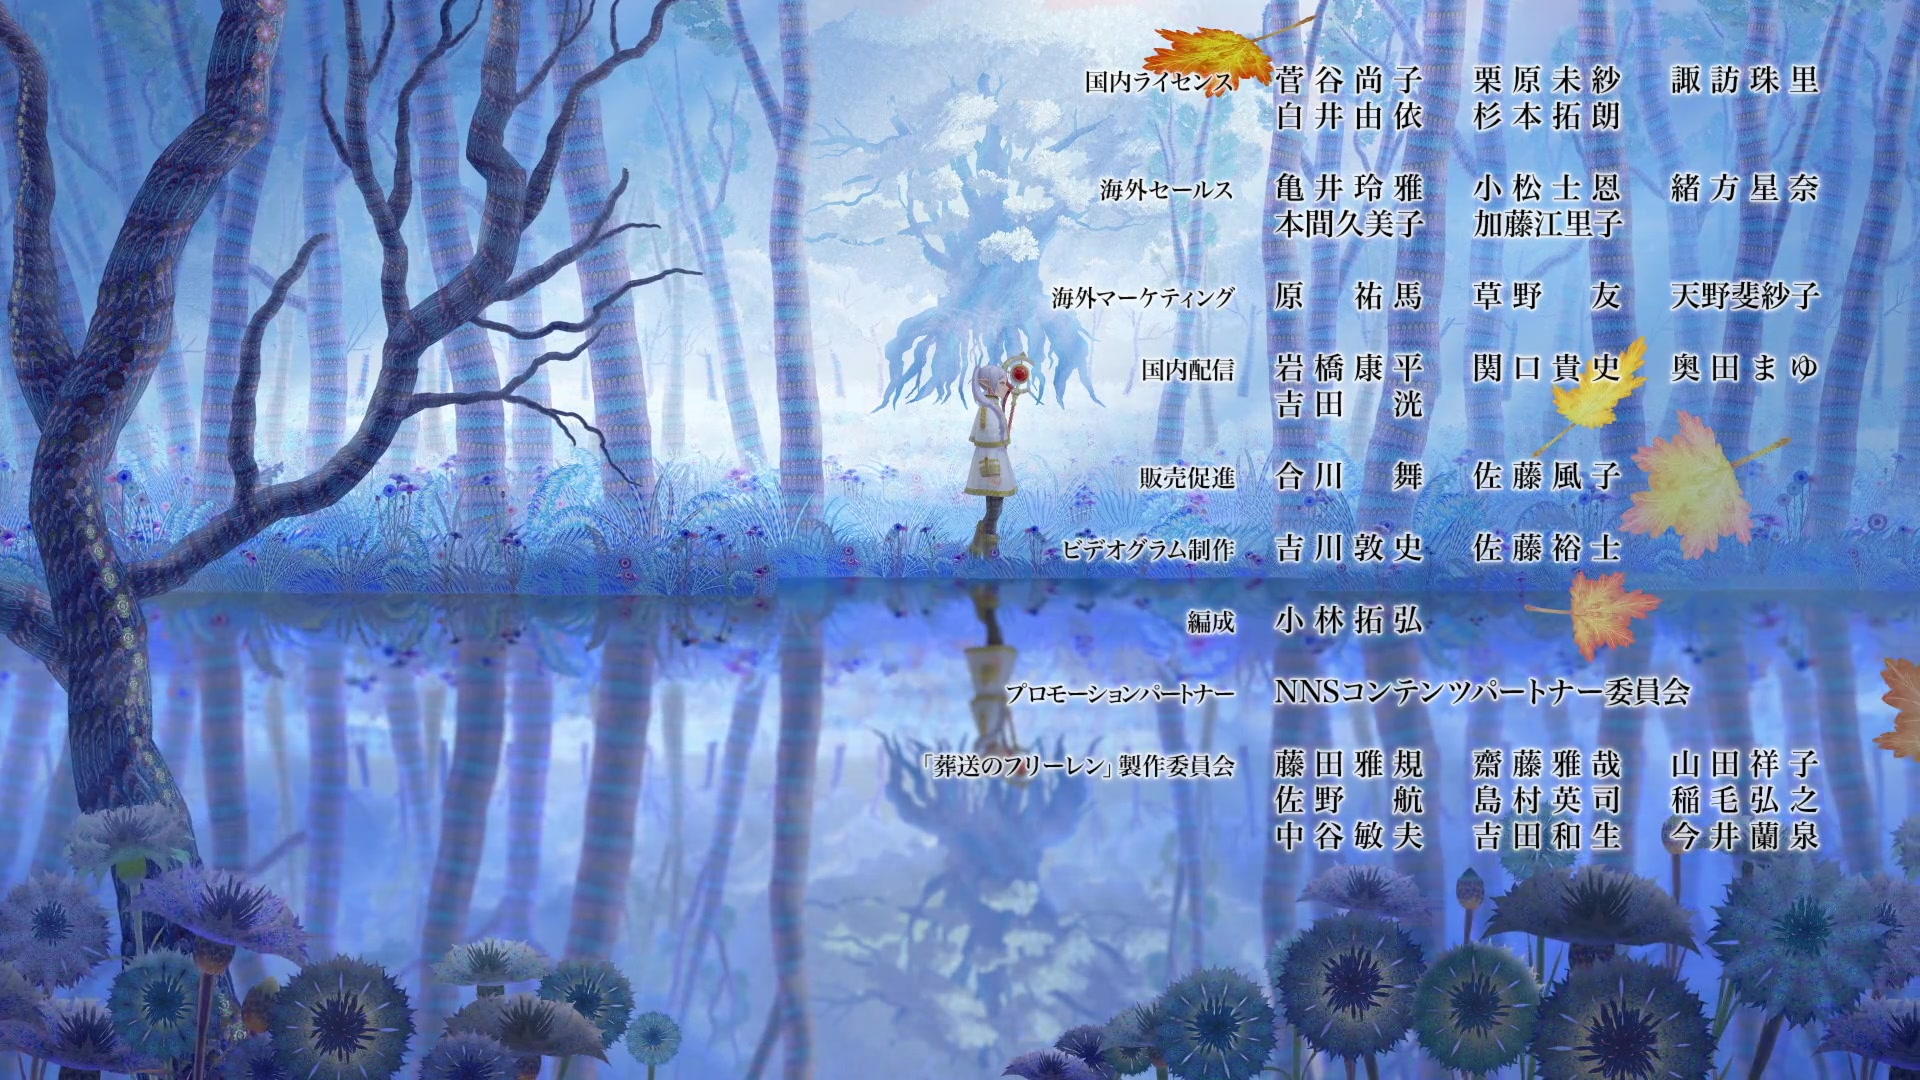 国内ライセンス 菅谷尚子 栗原未紗 諏訪珠里
白井由依 杉本拓朗
海外セールス 亀井玲雅 小松士恩 緒方星奈
本間久美子 加藤江里子
海外マーケティング 原祐馬 草野友 天野斐紗子
国内配信 岩橋康平 関口貴史 奥田まゆ
吉田洸
販売促進 合川舞 佐藤風子
ビデオグラム制作 吉川敦史 佐藤裕士
編成 小林拓弘
プロモーションパートナー NNSコンテンツパートナー委員会
「葬送のフリーレン」製作委員会 藤田雅規 齋藤雅哉 山田祥子
佐野航 島村英司 稲毛弘之
中谷敏夫 吉田和生 今井蘭泉